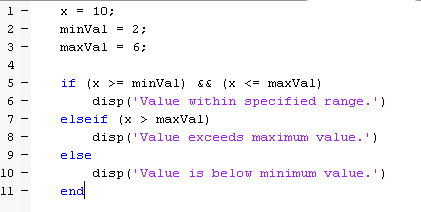 1 – x = 10;
2 – minVal = 2;
3 – maxVal = 6;
4
5 – if (x >= minVal) && (x <= maxVal)
6 – disp('Value within specified range.')
7 – elseif (x > maxVal)
8 – disp('Value exceeds maximum value.')
9 – else
10 – disp('Value is below minimum value.')
11 – end